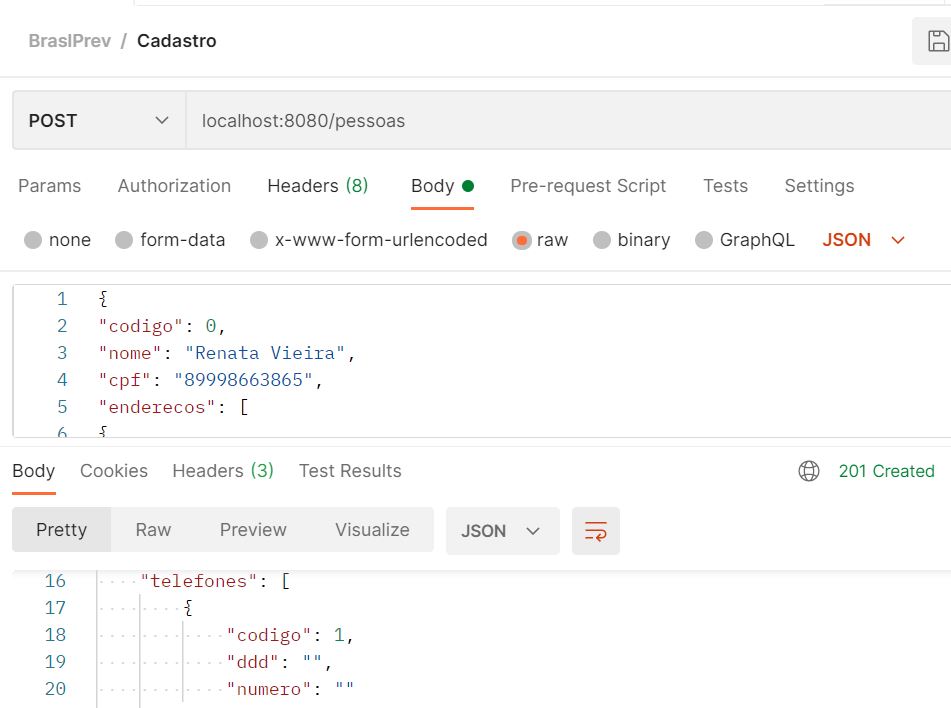 BraslPrev / Cadastro
POST localhost:8080/pessoas
Params Authorization Headers (8) Body Pre-request Script Tests Settings
none form-data x-www-form-urlencoded raw binary GraphQL JSON
1 {
2 "codigo": 0,
3 "nome": "Renata Vieira",
4 "cpf": "89998663865",
5 "enderecos": [
6 {
Body Cookies Headers (3) Test Results 201 Created
Pretty Raw Preview Visualize JSON
16 "telefones": [
17 {
18 "codigo": 1,
19 "ddd": "",
20 "numero": ""